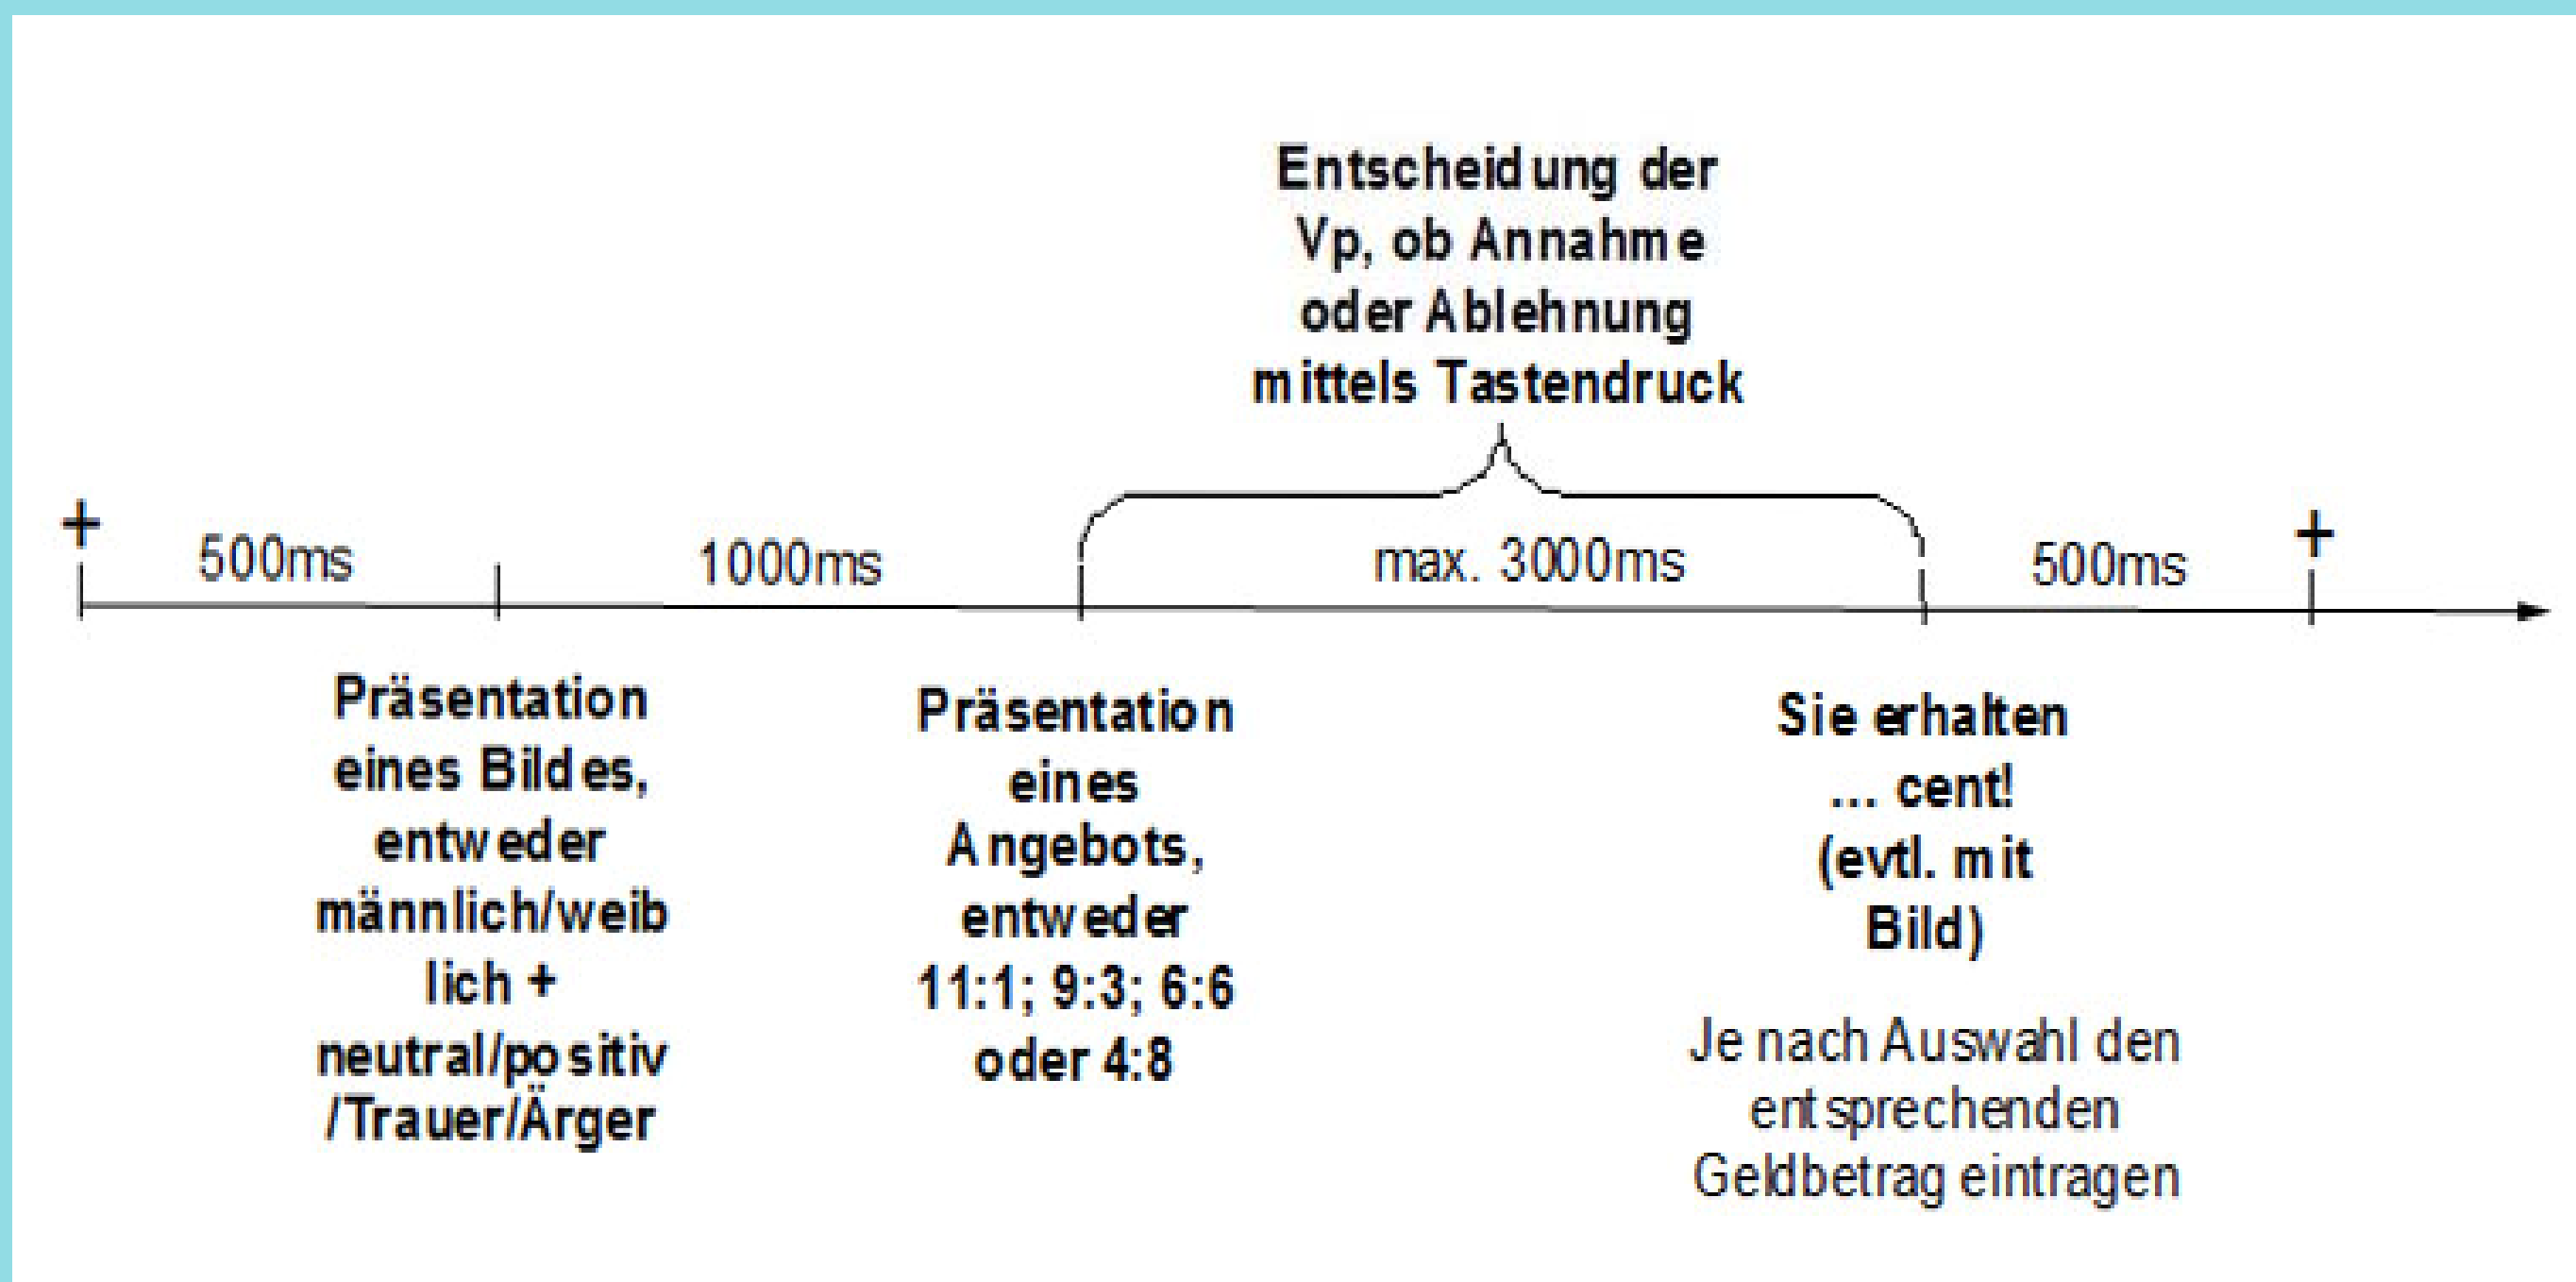 Entscheidung der
Vp, ob Annahme
oder Ablehnung
mittels Tastendruck
+
500ms
1000ms
max. 3000ms
500ms
+
Präsentation
eines Bildes,
entweder
männlich/weib
lich +
neutral/positiv
/Trauer/Ärger
Präsentation
eines
Angebots,
entweder
11:1; 9:3; 6:6
oder 4:8
Sie erhalten
... cent!
(evtl. mit
Bild)
Je nach Auswahl den
entsprechenden
Geldbetrag eintragen